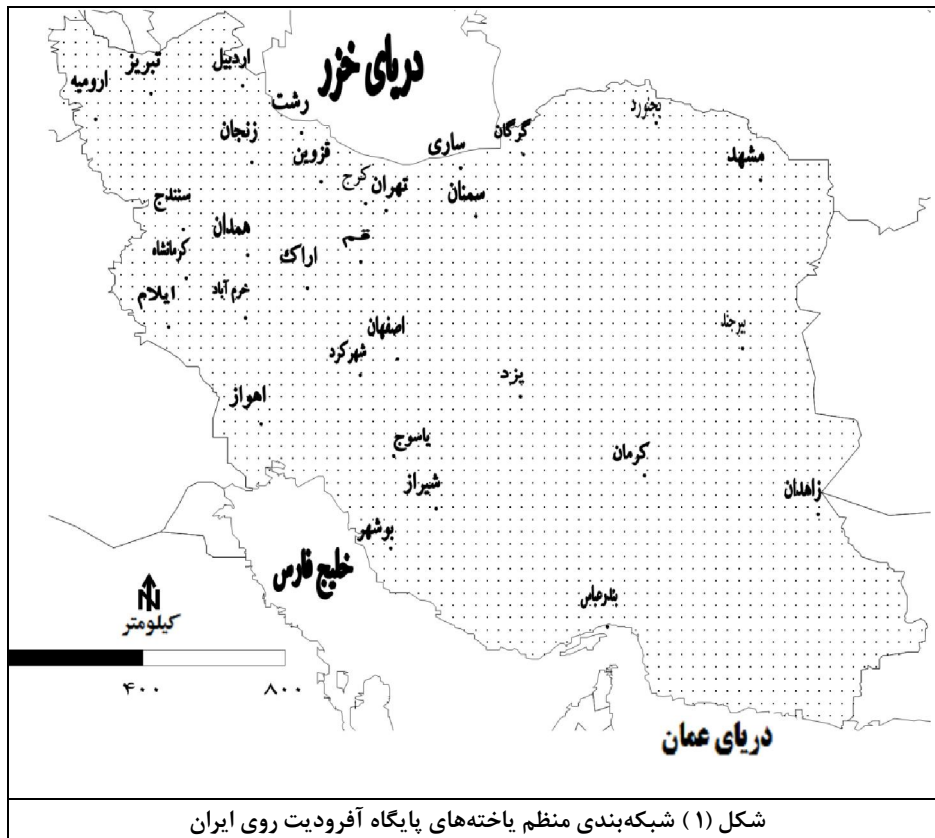 دریای خزر
تبریز
اردبیل
ارومیه
رشت
بجنورد
گرگان
زنجان
ساری
قزوین
مشهد
کرج
تهران
سمنان
سنندج
همدان
قم
کرمانشاه
اراک
خرم آباد
ایلام
اصفهان
بیرجند
شهرکرد
یزد
اهواز
یاسوج
کرمان
شیراز
زاهدان
بوشهر
خلیج فارس
بندرعباس
N
کیلومتر
۴۰۰ ۸۰۰
دریای عمان
شکل (۱) شبکه‌بندی منظم یاخته‌های پایگاه آفرودیت روی ایران